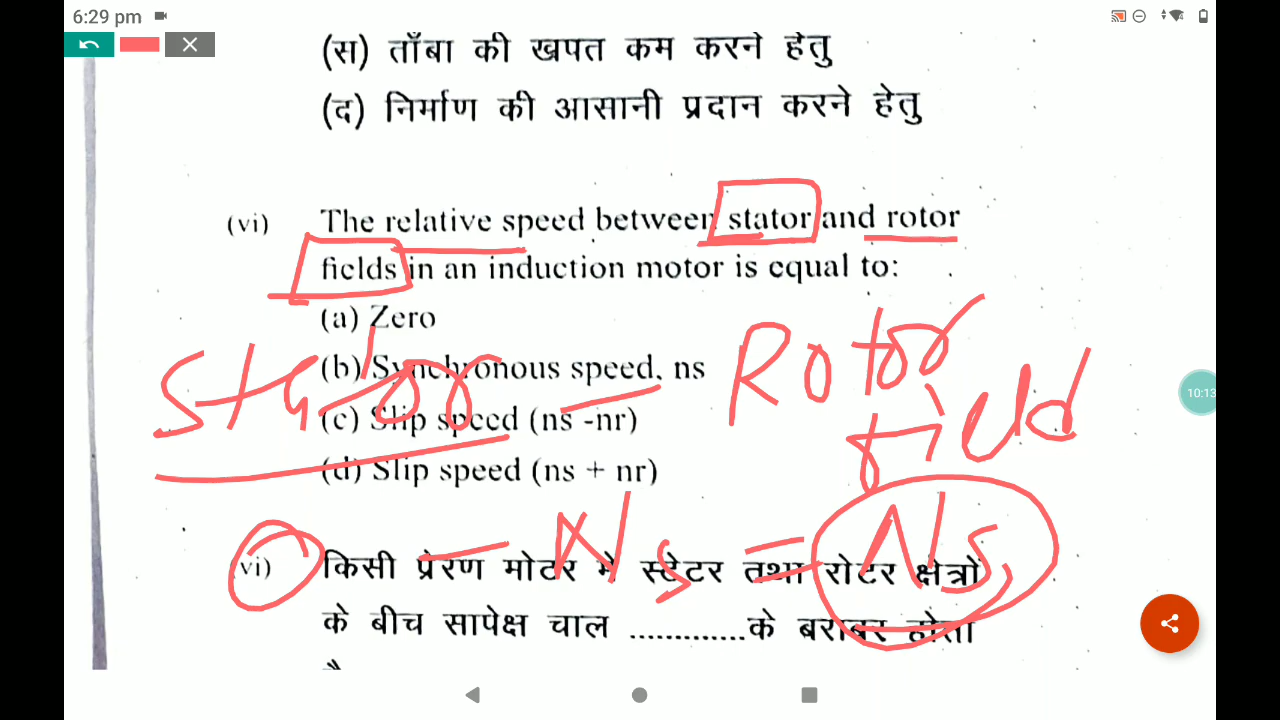 6:29 pm
(स) ताँबा की खपत कम करने हेतु
(द) निर्माण की आसानी प्रदान करने हेतु
(vi) The relative speed between stator and rotor
fields in an induction motor is equal to:
(a) Zero
(b) Synchronous speed, ns
(c) Slip speed (ns -nr)
(d) Slip speed (ns + nr)
Stator – Rotor
field
– Ns = Ns
10:13
(vi) किसी प्रेरण मोटर में स्टेटर तथा रोटर क्षेत्रों
के बीच सापेक्ष चाल .............के बराबर होता